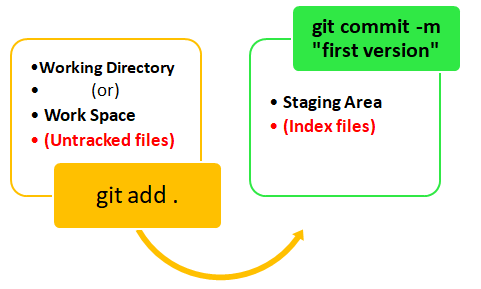 •Working Directory
• (or)
• Work Space
• (Untracked files)
git add .
git commit -m
"first version"
• Staging Area
• (Index files)